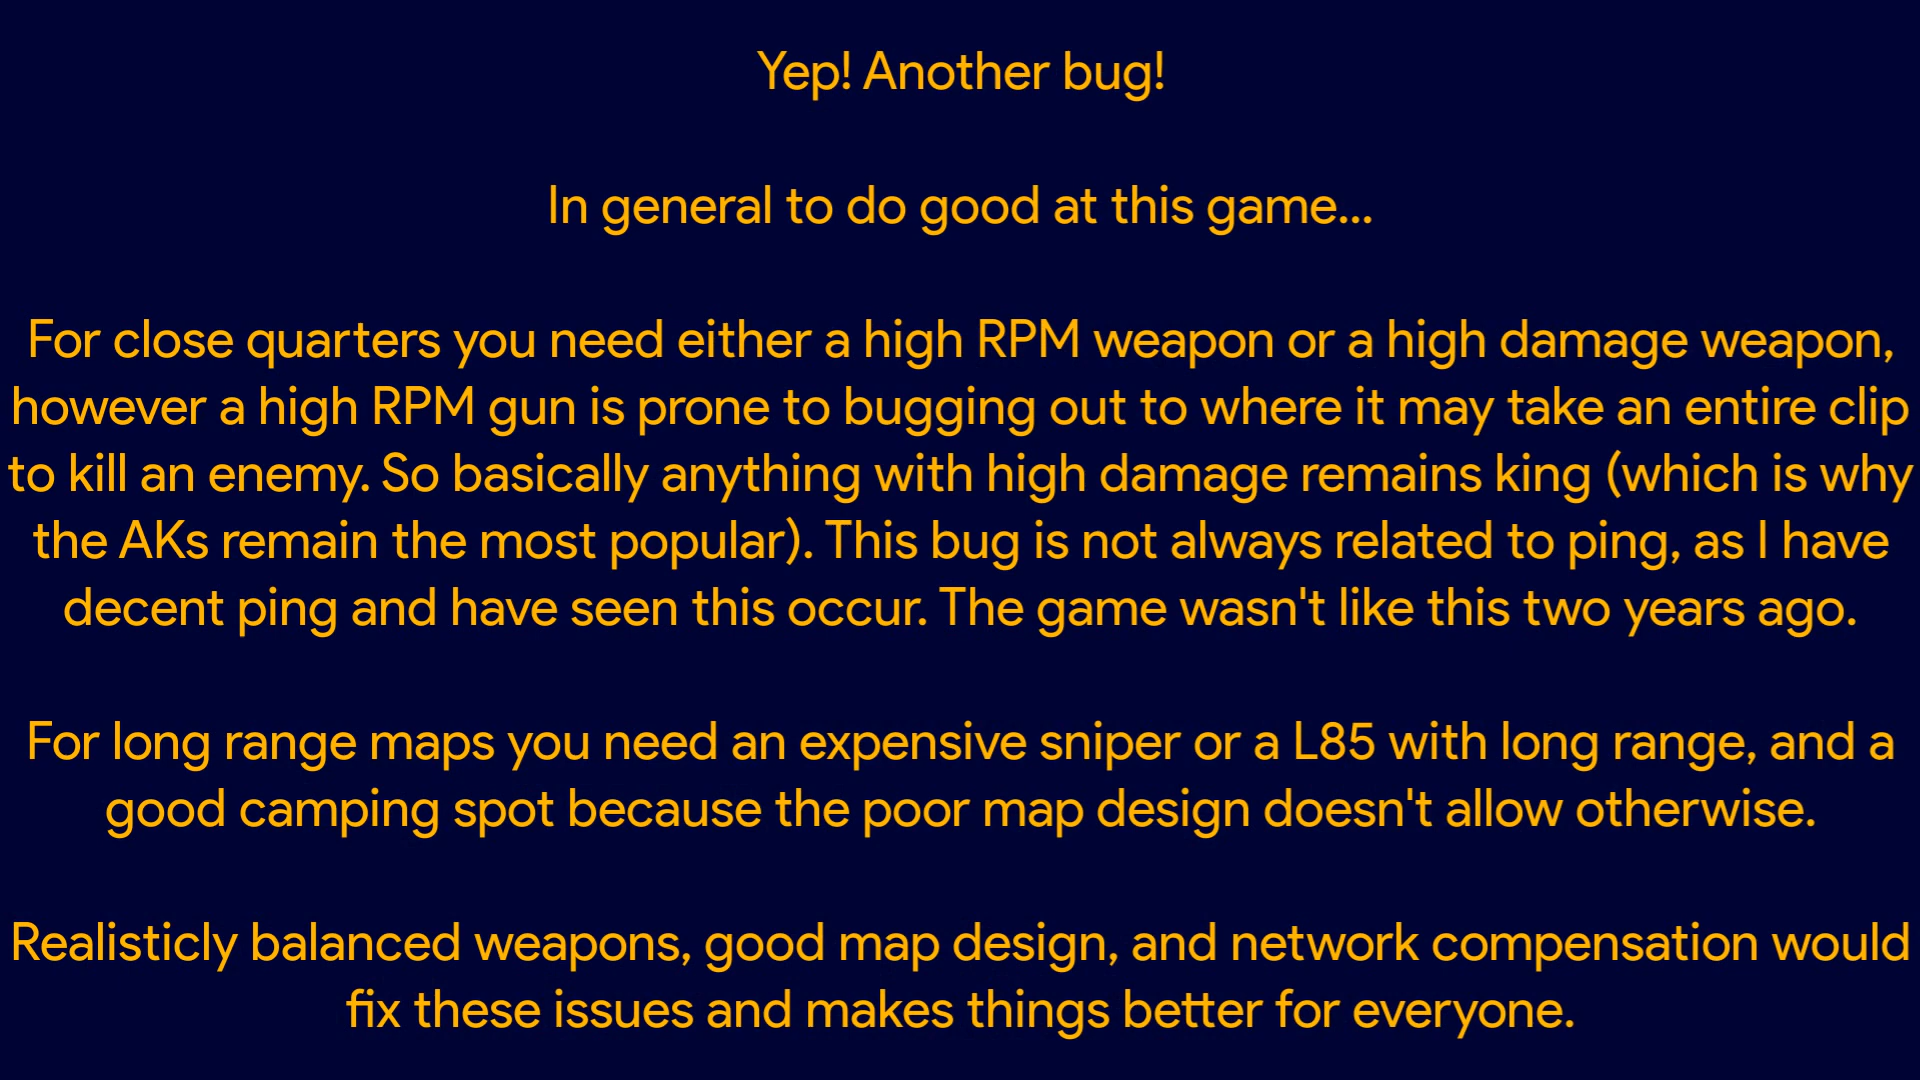 Yep! Another bug!
In general to do good at this game...
For close quarters you need either a high RPM weapon or a high damage weapon,
however a high RPM gun is prone to bugging out to where it may take an entire clip
to kill an enemy. So basically anything with high damage remains king (which is why
the AKs remain the most popular). This bug is not always related to ping, as I have
decent ping and have seen this occur. The game wasn't like this two years ago.
For long range maps you need an expensive sniper or a L85 with long range, and a
good camping spot because the poor map design doesn't allow otherwise.
Realisticly balanced weapons, good map design, and network compensation would
fix these issues and makes things better for everyone.